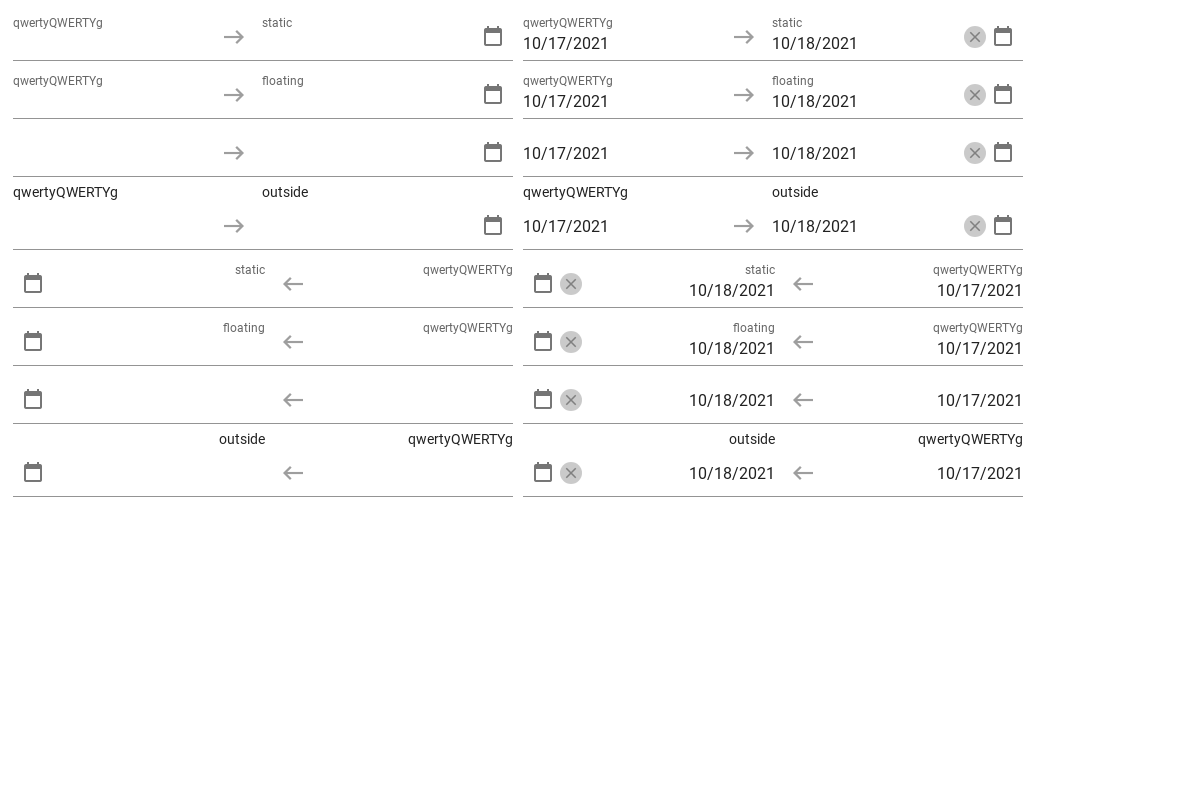 qwertyQWERTYg static qwertyQWERTYg static
10/17/2021 10/18/2021
qwertyQWERTYg floating qwertyQWERTYg floating
10/17/2021 10/18/2021
10/17/2021 10/18/2021
qwertyQWERTYg outside qwertyQWERTYg outside
10/17/2021 10/18/2021
static qwertyQWERTYg static qwertyQWERTYg
10/18/2021 10/17/2021
floating qwertyQWERTYg floating qwertyQWERTYg
10/18/2021 10/17/2021
10/18/2021 10/17/2021
outside qwertyQWERTYg outside qwertyQWERTYg
10/18/2021 10/17/2021